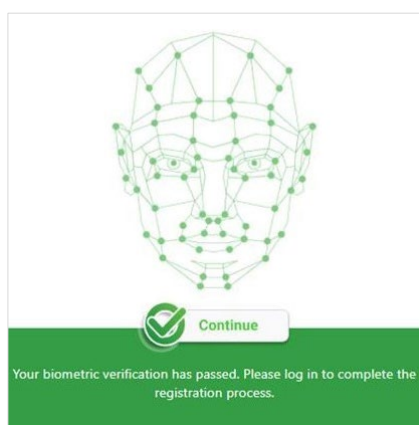 Continue
Your biometric verification has passed. Please log in to complete the
registration process.